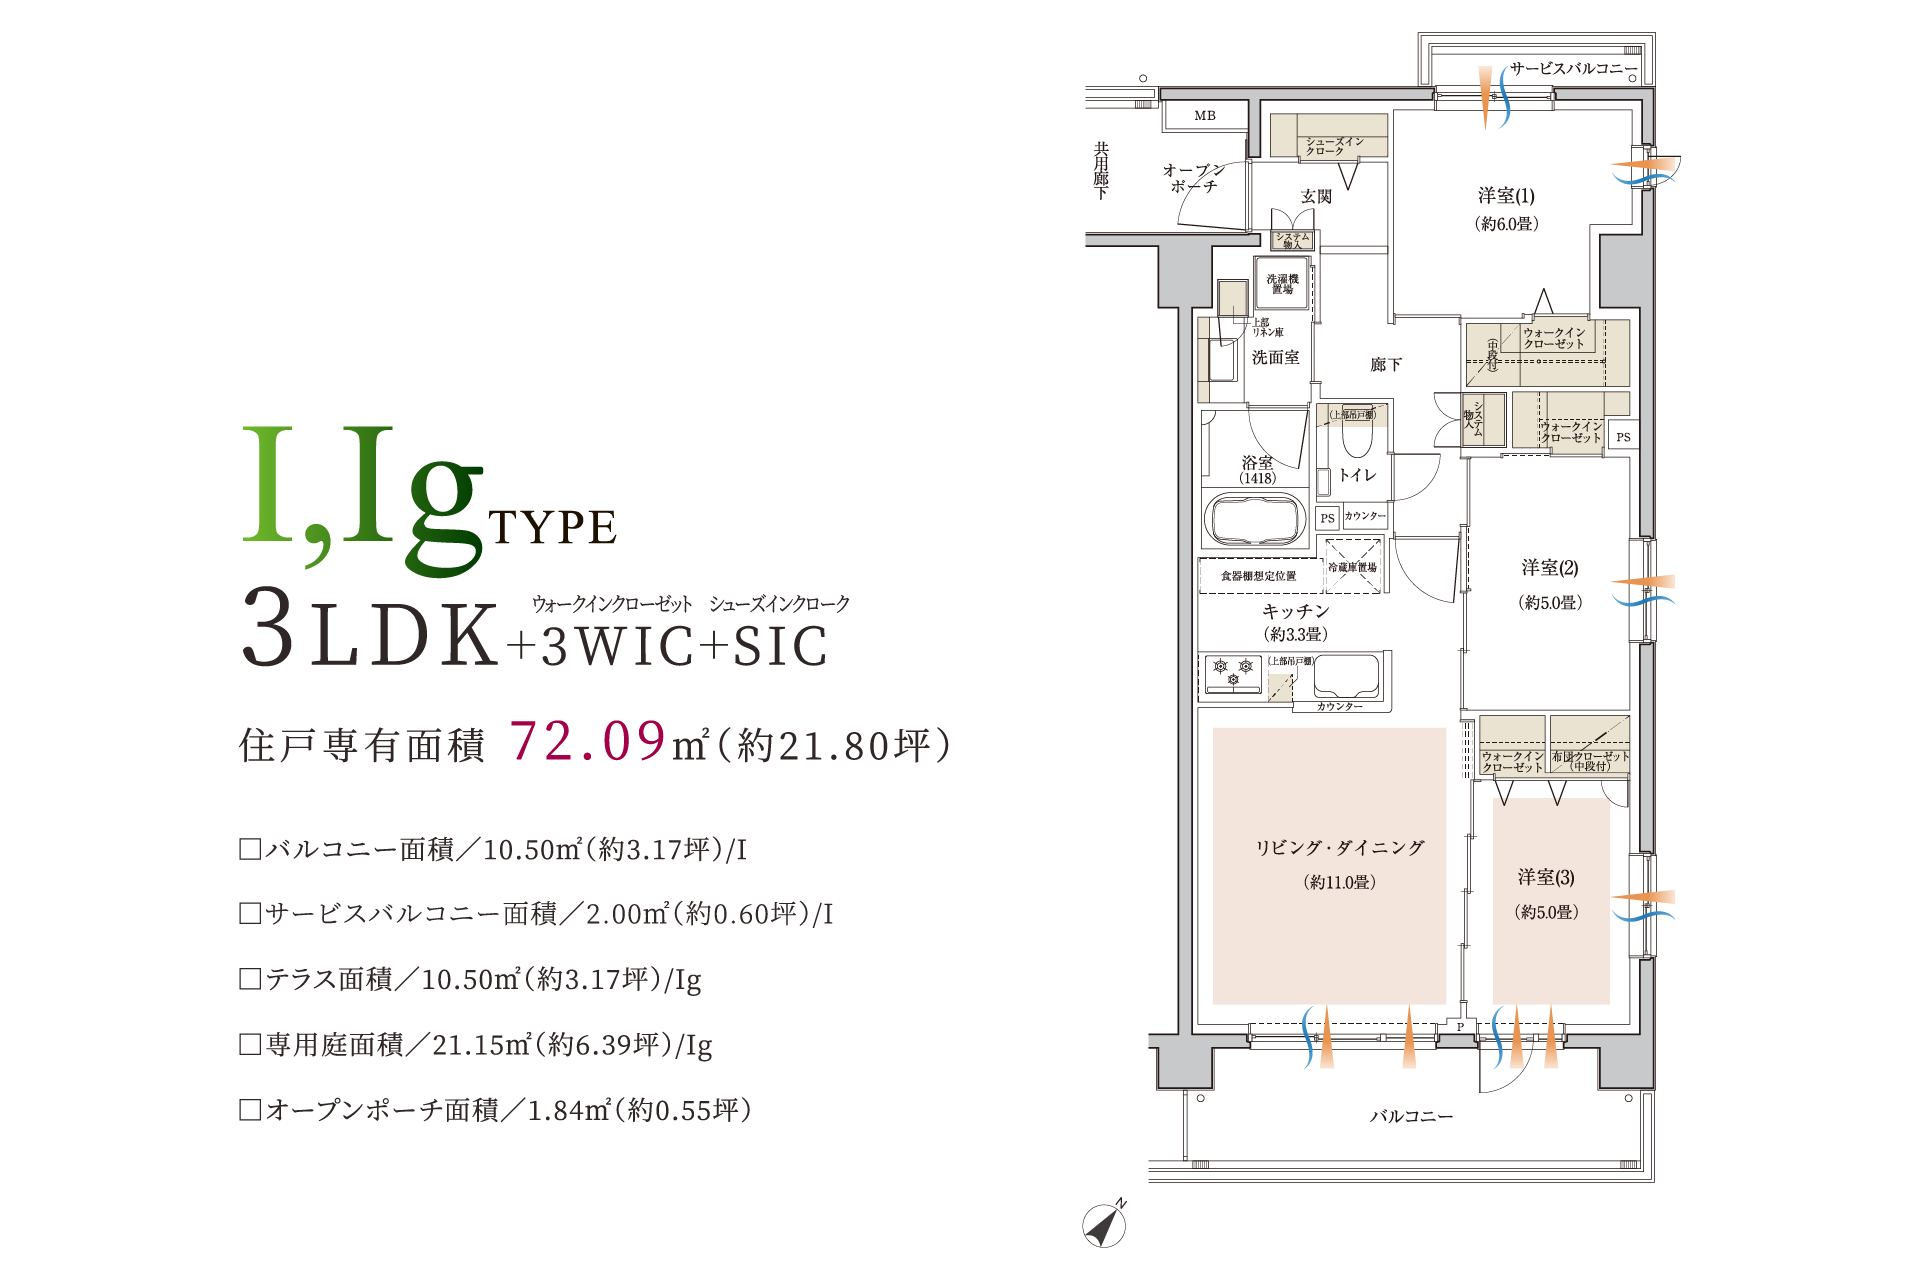 I,Ig TYPE
ウォークインクローゼット シューズインクローク
3LDK+3WIC+SIC
住戸専有面積 72.09㎡(約21.80坪)
□バルコニー面積／10.50㎡(約3.17坪)/I
□サービスバルコニー面積／2.00㎡(約0.60坪)/I
□テラス面積／10.50㎡(約3.17坪)/Ig
□専用庭面積／21.15㎡(約6.39坪)/Ig
□オープンポーチ面積／1.84㎡(約0.55坪)
サービスバルコニー
MB
共用廊下
オープン
ポーチ
シューズイン
クローク
玄関
システム
物入
洋室(1)
(約6.0畳)
洗濯機
置場
上部
リネン庫
洗面室
廊下
ウォークイン
クローゼット
(中段付)
システム
物入
ウォークイン
クローゼット
PS
(上部吊戸棚)
トイレ
浴室
(1418)
PS
カウンター
食器棚想定位置
冷蔵庫置場
キッチン
(約3.3畳)
(上部吊戸棚)
カウンター
洋室(2)
(約5.0畳)
ウォークイン
クローゼット
布団クローゼット
(中段付)
リビング・ダイニング
(約11.0畳)
洋室(3)
(約5.0畳)
P
バルコニー
N